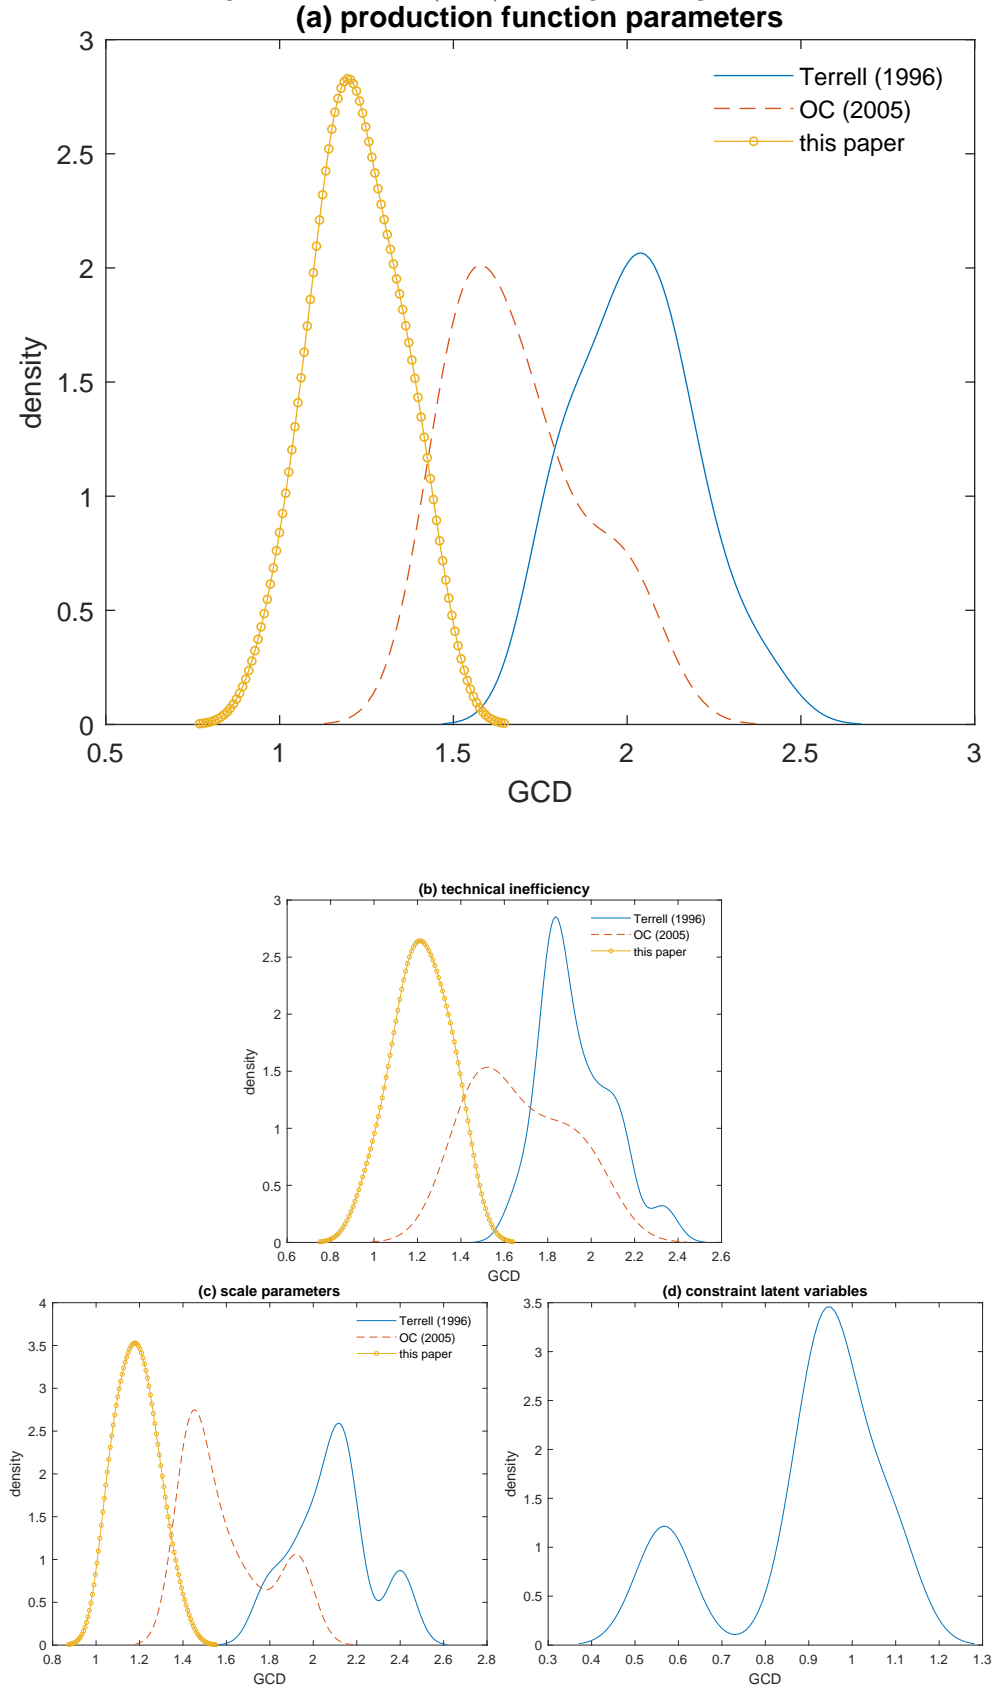 (a) production function parameters
3
2.5
2
1.5
1
0.5
0
density
Terrell (1996)
OC (2005)
this paper
0.5 1 1.5 2 2.5 3
GCD
(b) technical inefficiency
3
2.5
2
1.5
1
0.5
0
density
Terrell (1996)
OC (2005)
this paper
0.6 0.8 1 1.2 1.4 1.6 1.8 2 2.2 2.4 2.6
GCD
(c) scale parameters
4
3.5
3
2.5
2
1.5
1
0.5
0
density
Terrell (1996)
OC (2005)
this paper
0.8 1 1.2 1.4 1.6 1.8 2 2.2 2.4 2.6 2.8
GCD
(d) constraint latent variables
3.5
3
2.5
2
1.5
1
0.5
0
density
0.3 0.4 0.5 0.6 0.7 0.8 0.9 1 1.1 1.2 1.3
GCD